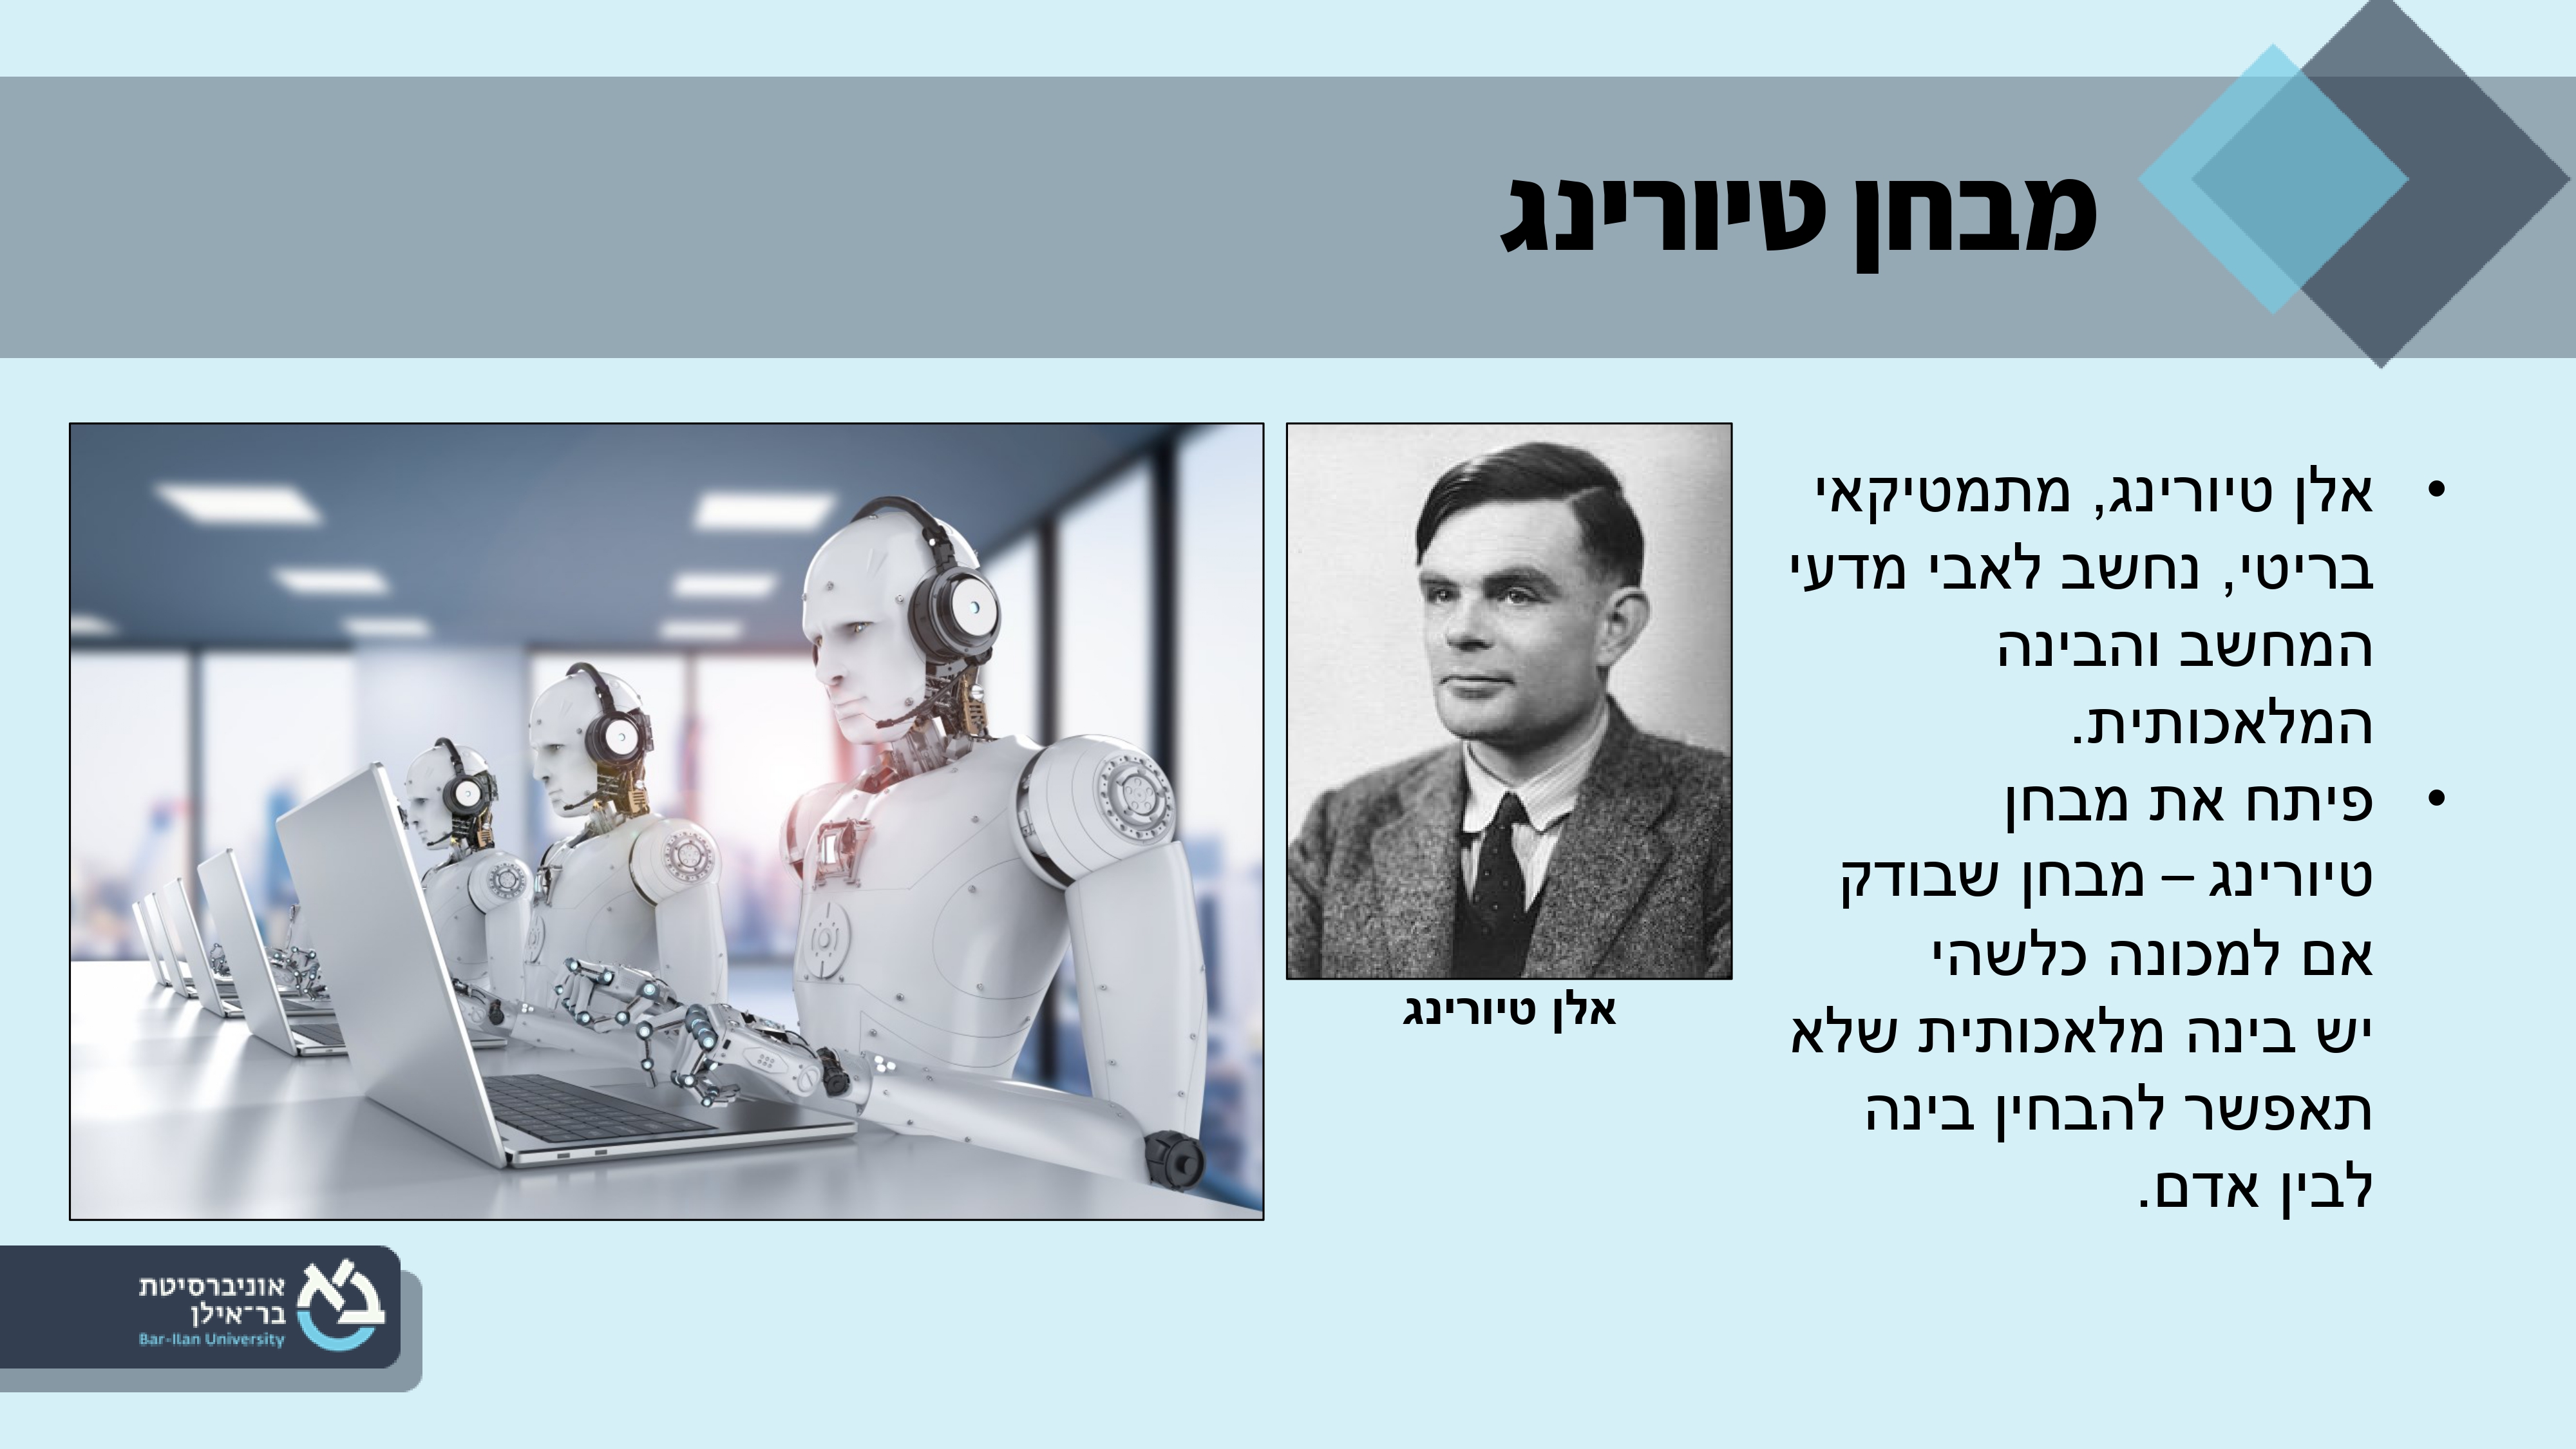 מבחן טיורינג
• אלן טיורינג, מתמטיקאי
בריטי, נחשב לאבי מדעי
המחשב והבינה
המלאכותית.
• פיתח את מבחן
טיורינג – מבחן שבודק
אם למכונה כלשהי
יש בינה מלאכותית שלא
תאפשר להבחין בינה
לבין אדם.
אלן טיורינג
אוניברסיטת
בר־אילן
Bar-Ilan University